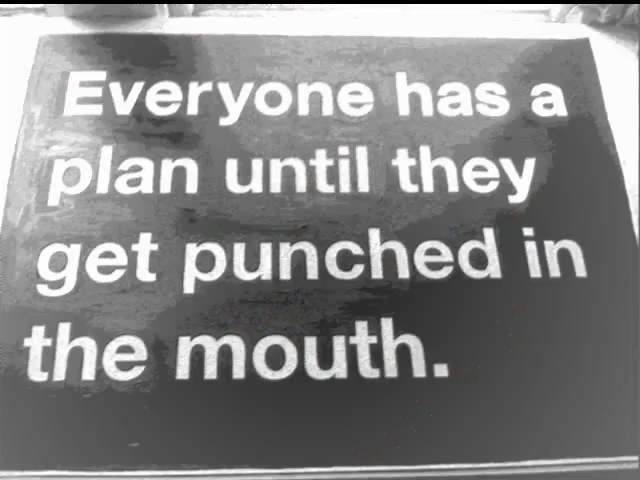 Everyone has a
plan until they
get punched in
the mouth.